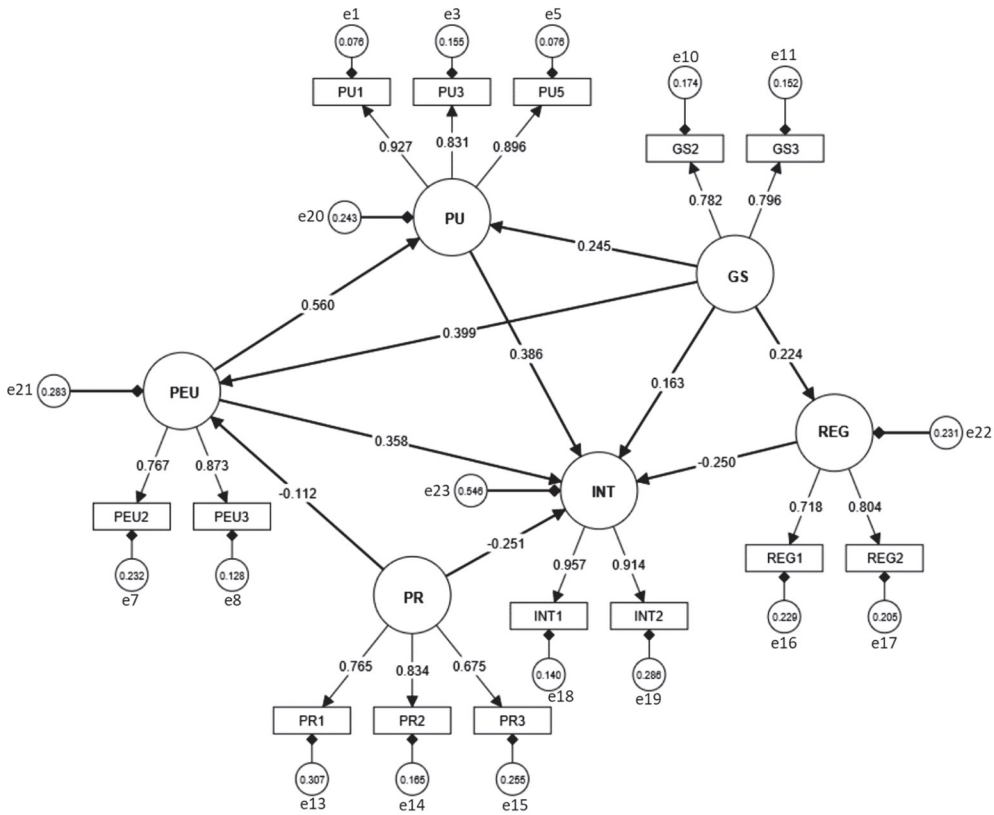 e1
e3
e5
0.076
0.155
0.076
PU1
PU3
PU5
0.927
0.831
0.896
e10
e11
0.174
0.152
GS2
GS3
0.782
0.796
e20
0.243
PU
GS
0.245
0.560
0.399
0.386
0.163
0.224
e21
0.283
PEU
REG
0.231
e22
0.767
0.873
0.358
-0.250
PEU2
PEU3
0.232
0.128
e7
e8
-0.112
e23
0.546
INT
-0.251
0.718
0.804
REG1
REG2
0.229
0.205
e16
e17
PR
0.957
0.914
INT1
INT2
0.140
0.286
e18
e19
0.765
0.834
0.675
PR1
PR2
PR3
0.307
0.165
0.255
e13
e14
e15